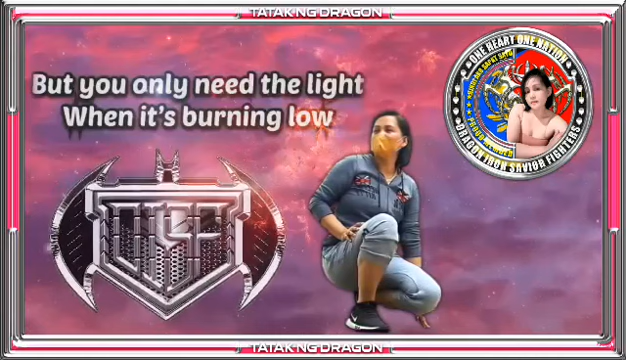 TATAK NG DRAGON
But you only need the light
When it's burning low
ONE HEART ONE NATION
DRAGON IRON SAVIOR FIGHTERS
TATAK NG DRAGON